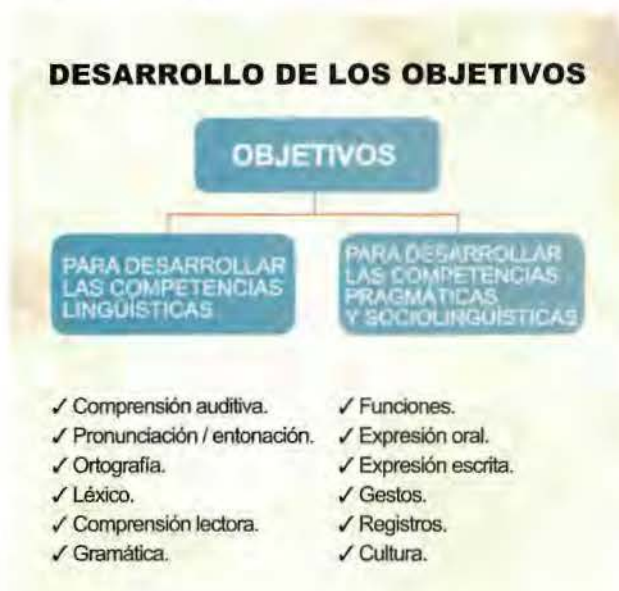 DESARROLLO DE LOS OBJETIVOS
OBJETIVOS
PARA DESARROLLAR
LAS COMPETENCIAS
LINGÜÍSTICAS
PARA DESARROLLAR
LAS COMPETENCIAS
PRAGMÁTICAS
Y SOCIOLINGÜÍSTICAS
✓ Comprensión auditiva.
✓ Pronunciación / entonación.
✓ Ortografía.
✓ Léxico.
✓ Comprensión lectora.
✓ Gramática.
✓ Funciones.
✓ Expresión oral.
✓ Expresión escrita.
✓ Gestos.
✓ Registros.
✓ Cultura.